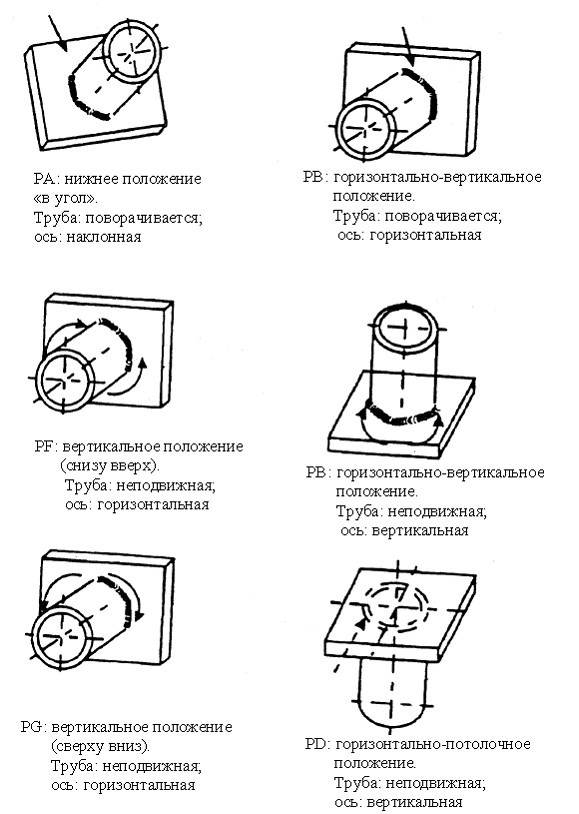 PA: нижнее положение
«в угол».
Труба: поворачивается;
ось: наклонная
PB: горизонтально-вертикальное
положение.
Труба: поворачивается;
ось: горизонтальная
PF: вертикальное положение
(снизу вверх).
Труба: неподвижная;
ось: горизонтальная
PB: горизонтально-вертикальное
положение.
Труба: неподвижная;
ось: вертикальная
PG: вертикальное положение
(сверху вниз).
Труба: неподвижная;
ось: горизонтальная
PD: горизонтально-потолочное
положение.
Труба: неподвижная;
ось: вертикальная